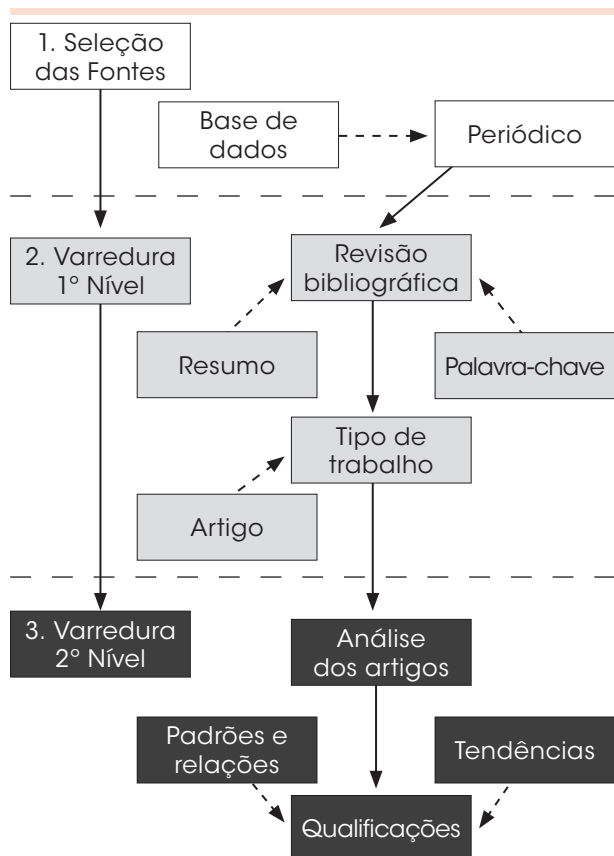 1. Seleção
das Fontes
Base de
dados
Periódico
2. Varredura
1° Nível
Revisão
bibliográfica
Resumo
Palavra-chave
Tipo de
trabalho
Artigo
3. Varredura
2° Nível
Análise
dos artigos
Padrões e
relações
Tendências
Qualificações